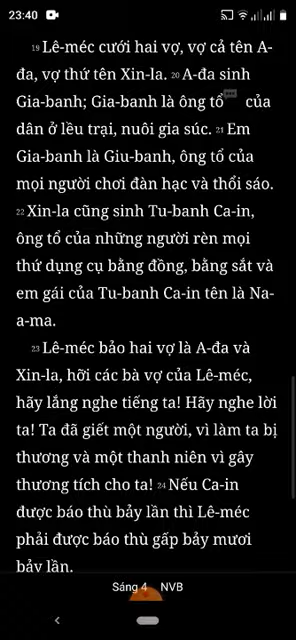 23:40
19 Lê-méc cưới hai vợ, vợ cả tên A-
đa, vợ thứ tên Xin-la. 20 A-đa sinh
Gia-banh; Gia-banh là ông tổ của
dân ở lều trại, nuôi gia súc. 21 Em
Gia-banh là Giu-banh, ông tổ của
mọi người chơi đàn hạc và thổi sáo.
22 Xin-la cũng sinh Tu-banh Ca-in,
ông tổ của những người rèn mọi
thứ dụng cụ bằng đồng, bằng sắt và
em gái của Tu-banh Ca-in tên là Na-
a-ma.
23 Lê-méc bảo hai vợ là A-đa và
Xin-la, hỡi các bà vợ của Lê-méc,
hãy lắng nghe tiếng ta! Hãy nghe lời
ta! Ta đã giết một người, vì làm ta bị
thương và một thanh niên vì gây
thương tích cho ta! 24 Nếu Ca-in
được báo thù bảy lần thì Lê-méc
phải được báo thù gấp bảy mươi
bảy lần.
Sáng 4 NVB